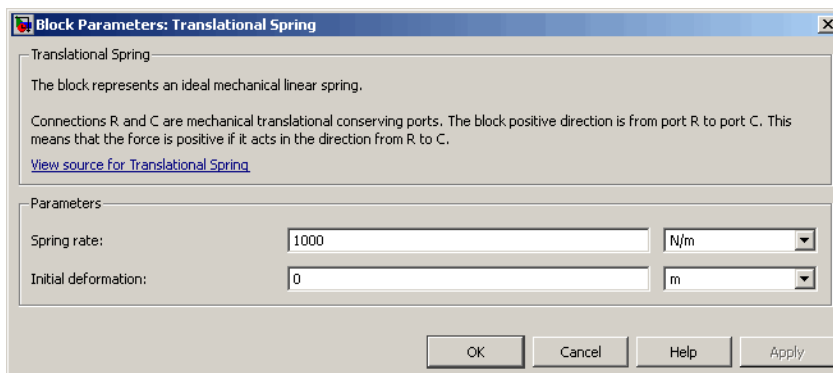 Block Parameters: Translational Spring
Translational Spring
The block represents an ideal mechanical linear spring.
Connections R and C are mechanical translational conserving ports. The block positive direction is from port R to port C. This
means that the force is positive if it acts in the direction from R to C.
View source for Translational Spring
Parameters
Spring rate: 1000 N/m
Initial deformation: 0 m
OK Cancel Help Apply